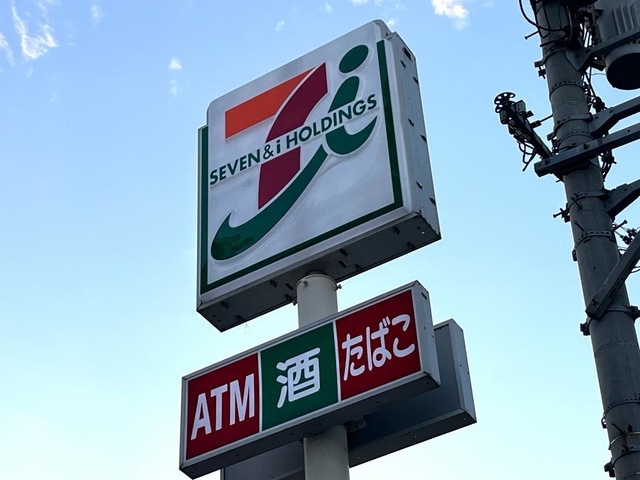 SEVEN&i HOLDINGS
ATM 酒 たばこ